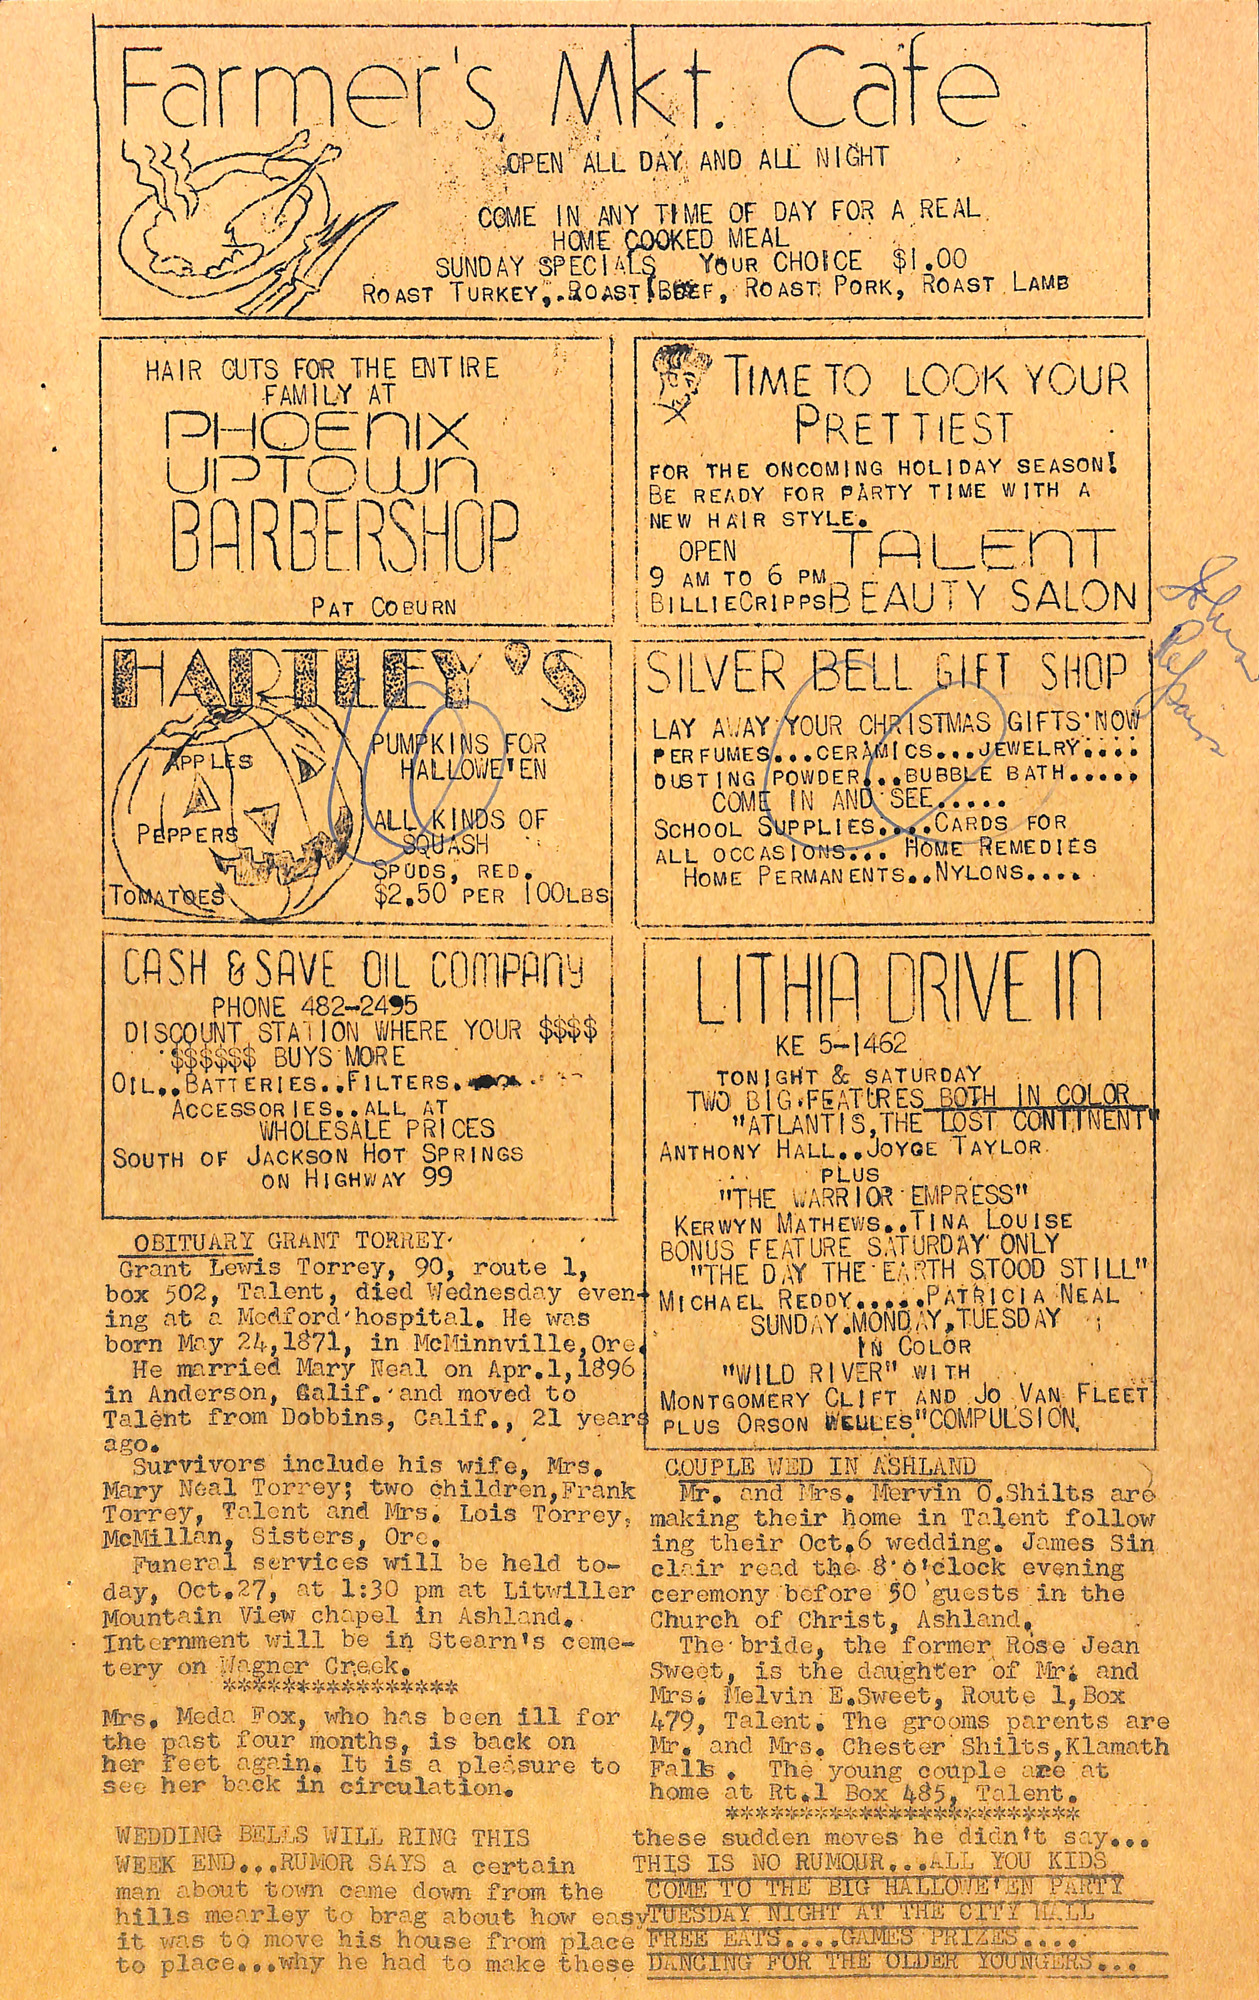 Farmer's Mkt. Cafe
OPEN ALL DAY AND ALL NIGHT
COME IN ANY TIME OF DAY FOR A REAL
HOME COOKED MEAL
SUNDAY SPECIALS YOUR CHOICE $1.00
ROAST TURKEY, ROAST BEEF, ROAST PORK, ROAST LAMB
HAIR CUTS FOR THE ENTIRE
FAMILY AT
PHOENIX
UPTOWN
BARBERSHOP
PAT COBURN
TIME TO LOOK YOUR
PRETTIEST
FOR THE ONCOMING HOLIDAY SEASON!
BE READY FOR PARTY TIME WITH A
NEW HAIR STYLE.
OPEN TALENT
9 AM TO 6 PM
BILLIE CRIPPS BEAUTY SALON
John
HARTLEY'S
APPLES
PEPPERS
TOMATOES
PUMPKINS FOR
HALLOWE'EN
ALL KINDS OF
SQUASH
SPUDS, RED.
$2.50 PER 100LBS
SILVER BELL GIFT SHOP
LAY AWAY YOUR CHRISTMAS GIFTS NOW
PERFUMES...CERAMICS...JEWELRY....
DUSTING POWDER...BUBBLE BATH.....
COME IN AND SEE.....
SCHOOL SUPPLIES....CARDS FOR
ALL OCCASIONS... HOME REMEDIES
HOME PERMANENTS..NYLONS....
CASH & SAVE OIL COMPANY
PHONE 482-2495
DISCOUNT STATION WHERE YOUR $$$$
$$$$$$ BUYS MORE
OIL..BATTERIES..FILTERS.
ACCESSORIES..ALL AT
WHOLESALE PRICES
SOUTH OF JACKSON HOT SPRINGS
ON HIGHWAY 99
LITHIA DRIVE IN
KE 5-1462
TONIGHT & SATURDAY
TWO BIG FEATURES BOTH IN COLOR
"ATLANTIS, THE LOST CONTINENT"
ANTHONY HALL..JOYCE TAYLOR
PLUS
"THE WARRIOR EMPRESS"
KERWYN MATHEWS..TINA LOUISE
BONUS FEATURE SATURDAY ONLY
"THE DAY THE EARTH STOOD STILL"
MICHAEL REDDY.....PATRICIA NEAL
SUNDAY.MONDAY,TUESDAY
IN COLOR
"WILD RIVER" WITH
MONTGOMERY CLIFT AND JO VAN FLEET
PLUS ORSON WELLES "COMPULSION.
OBITUARY GRANT TORREY
Grant Lewis Torrey, 90, route 1,
box 502, Talent, died Wednesday even-
ing at a Medford hospital. He was
born May 24,1871, in McMinnville,Ore.
He married Mary Neal on Apr.1,1896
in Anderson, Calif. and moved to
Talent from Dobbins, Calif., 21 years
ago.
Survivors include his wife, Mrs.
Mary Neal Torrey; two children,Frank
Torrey, Talent and Mrs. Lois Torrey,
McMillan, Sisters, Ore.
Funeral services will be held to-
day, Oct.27, at 1:30 pm at Litwiller
Mountain View chapel in Ashland.
Internment will be in Stearn's ceme-
tery on Wagner Creek.
****************
Mrs. Meda Fox, who has been ill for
the past four months, is back on
her feet again. It is a pleasure to
see her back in circulation.
COUPLE WED IN ASHLAND
Mr. and Mrs. Mervin O.Shilts are
making their home in Talent follow
ing their Oct.6 wedding. James Sin
clair read the 8 o'clock evening
ceremony before 50 guests in the
Church of Christ, Ashland.
The bride, the former Rose Jean
Sweet, is the daughter of Mr. and
Mrs. Melvin E.Sweet, Route 1,Box
479, Talent. The grooms parents are
Mr. and Mrs. Chester Shilts,Klamath
Falls. The young couple are at
home at Rt.1 Box 485, Talent.
************************
WEDDING BELLS WILL RING THIS
WEEK END...RUMOR SAYS a certain
man about town came down from the
hills mearley to brag about how easy
it was to move his house from place
to place...why he had to make these
these sudden moves he didn't say...
THIS IS NO RUMOUR...ALL YOU KIDS
COME TO THE BIG HALLOWE'EN PARTY
TUESDAY NIGHT AT THE CITY HALL
FREE EATS....GAMES PRIZES....
DANCING FOR THE OLDER YOUNGERS...